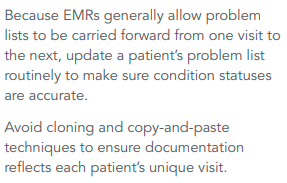 Because EMRs generally allow problem
lists to be carried forward from one visit to
the next, update a patient’s problem list
routinely to make sure condition statuses
are accurate.
Avoid cloning and copy-and-paste
techniques to ensure documentation
reflects each patient’s unique visit.